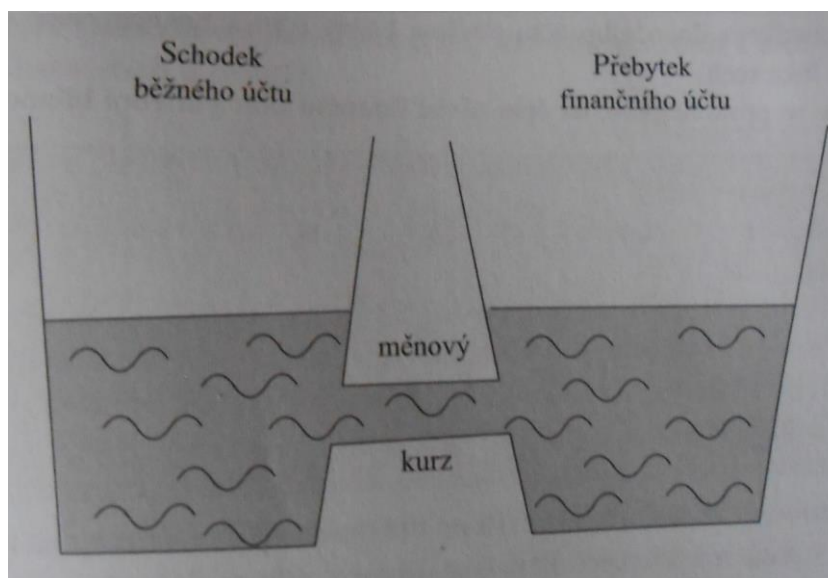 Schodek
běžného účtu
Přebytek
finančního účtu
měnový
kurz